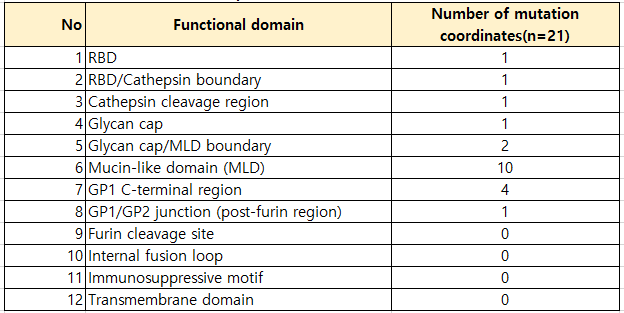 No Functional domain Number of mutation coordinates(n=21)
1 RBD 1
2 RBD/Cathepsin boundary 1
3 Cathepsin cleavage region 1
4 Glycan cap 1
5 Glycan cap/MLD boundary 2
6 Mucin-like domain (MLD) 10
7 GP1 C-terminal region 4
8 GP1/GP2 junction (post-furin region) 1
9 Furin cleavage site 0
10 Internal fusion loop 0
11 Immunosuppressive motif 0
12 Transmembrane domain 0